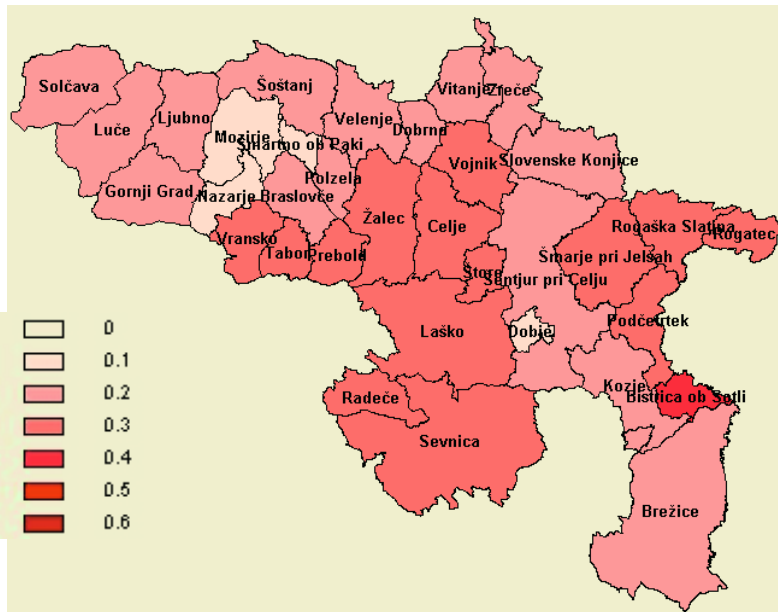 Solčava
Šoštanj
Vitanje
Zreče
Luče
Ljubno
Velenje
Dobrna
Mozirje
Šmartno ob Paki
Vojnik
Slovenske Konjice
Gornji Grad
Nazarje
Braslovče
Polzela
Žalec
Celje
Rogaška Slatina
Rogatec
Vransko
Tabor
Prebold
Šmarje pri Jelšah
Štore
Šentjur pri Celju
Laško
Dobje
Podčetrtek
Radeče
Kozje
Bistrica ob Sotli
Sevnica
Brežice
0
0.1
0.2
0.3
0.4
0.5
0.6